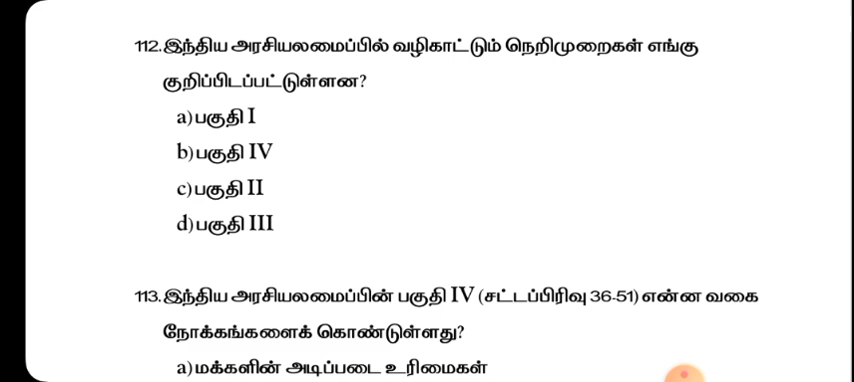 112.இந்திய அரசியலமைப்பில் வழிகாட்டும் நெறிமுறைகள் எங்கு
குறிப்பிடப்பட்டுள்ளன?
a)பகுதி I
b)பகுதி IV
c)பகுதி II
d)பகுதி III
113.இந்திய அரசியலமைப்பின் பகுதி IV (சட்டப்பிரிவு 36-51) என்ன வகை
நோக்கங்களைக் கொண்டுள்ளது?
a)மக்களின் அடிப்படை உரிமைகள்